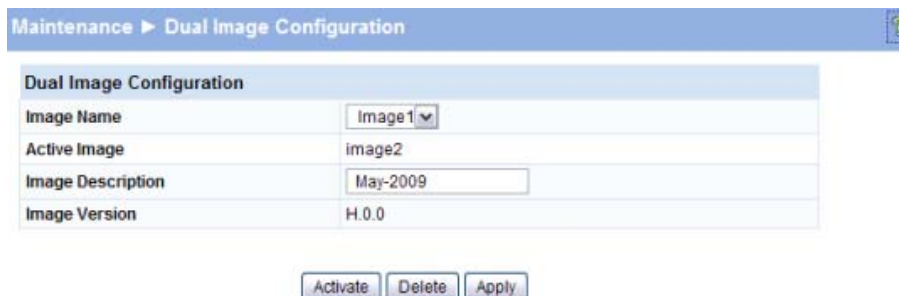 Maintenance ► Dual Image Configuration
Dual Image Configuration
Image Name Image1
Active Image image2
Image Description May-2009
Image Version H.0.0
Activate Delete Apply